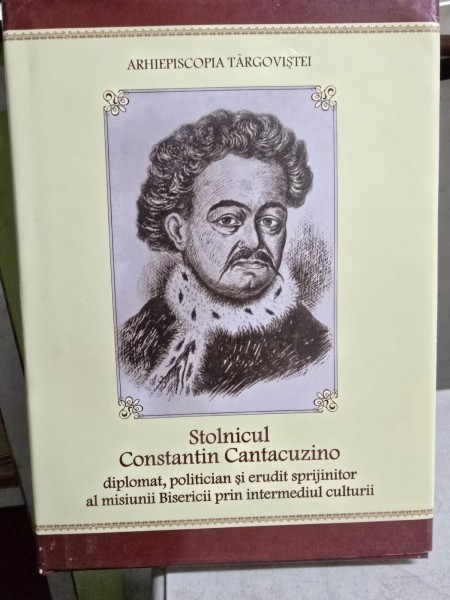 ARHIEPISCOPIA TÂRGOVIȘTEI
Stolnicul
Constantin Cantacuzino
diplomat, politician și erudit sprijinitor
al misiunii Bisericii prin intermediul culturii